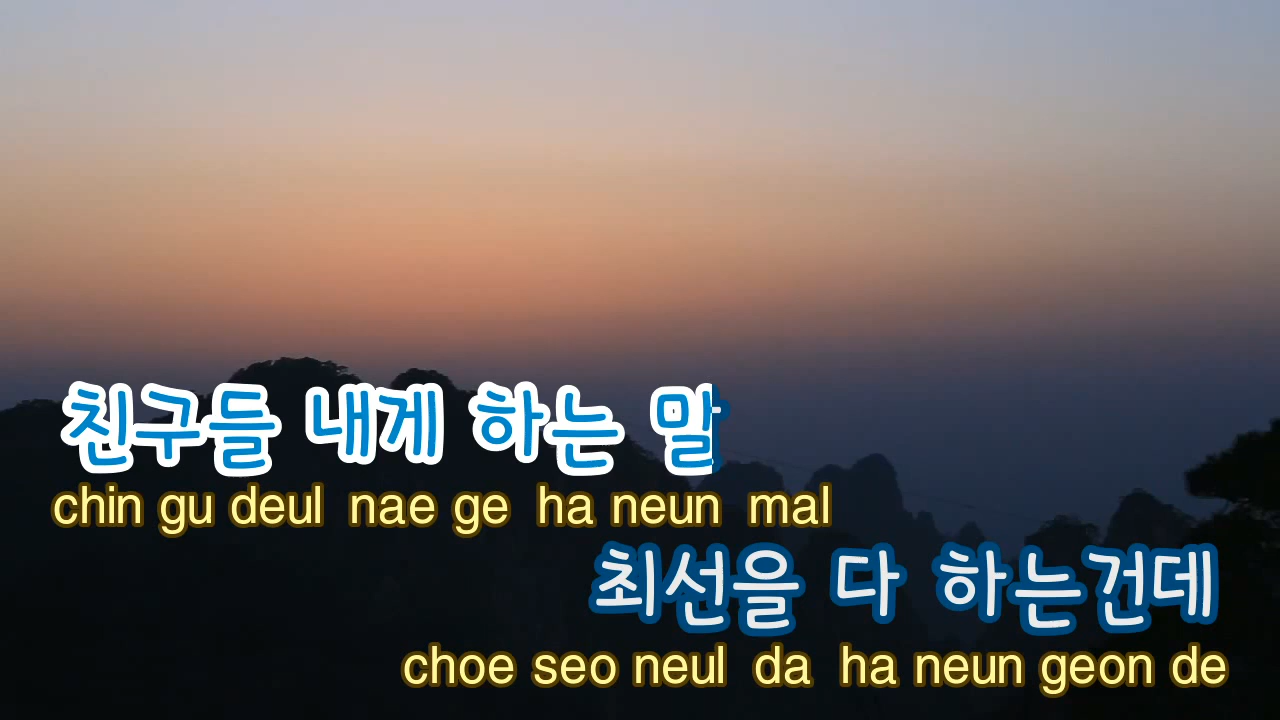 친구들 내게 하는 말
chin gu deul nae ge ha neun mal
최선을 다 하는건데
choe seo neul da ha neun geon de